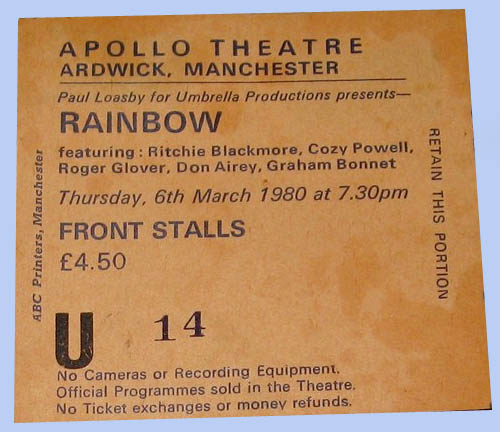 APOLLO THEATRE
ARDWICK, MANCHESTER
Paul Loasby for Umbrella Productions presents—
RAINBOW
featuring: Ritchie Blackmore, Cozy Powell,
Roger Glover, Don Airey, Graham Bonnet
Thursday, 6th March 1980 at 7.30pm
FRONT STALLS
£4.50
U 14
No Cameras or Recording Equipment.
Official Programmes sold in the Theatre.
No Ticket exchanges or money refunds.
ABC Printers, Manchester
RETAIN THIS PORTION